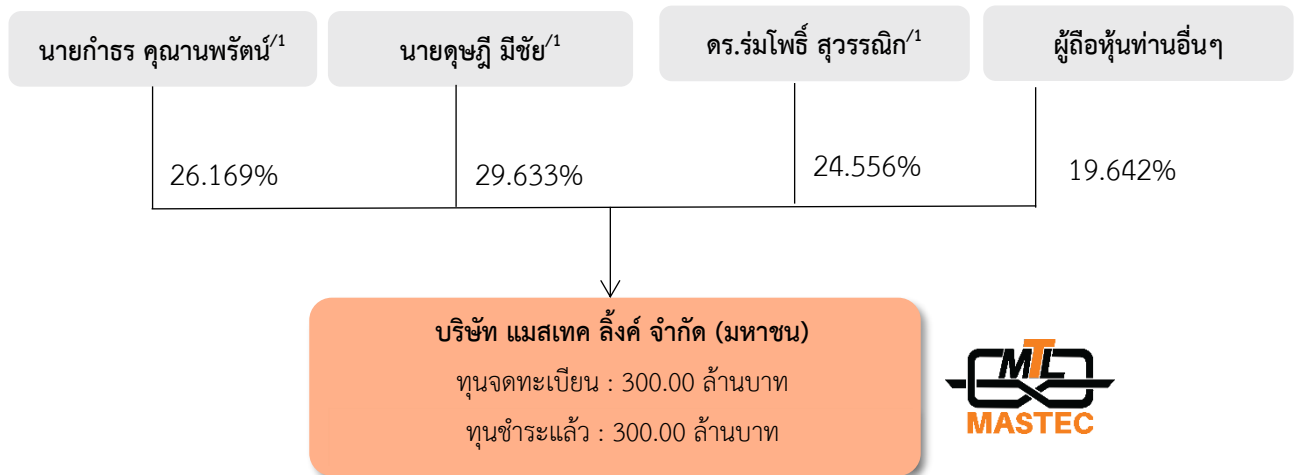 นายกำธร คุณานพรัตน์/1
นายดุษฎี มีชัย/1
ดร.ร่มโพธิ์ สุวรรณิก/1
ผู้ถือหุ้นท่านอื่นๆ
26.169%
29.633%
24.556%
19.642%
บริษัท แมสเทค ลิ้งค์ จำกัด (มหาชน)
ทุนจดทะเบียน : 300.00 ล้านบาท
ทุนชำระแล้ว : 300.00 ล้านบาท
MTL
MASTEC